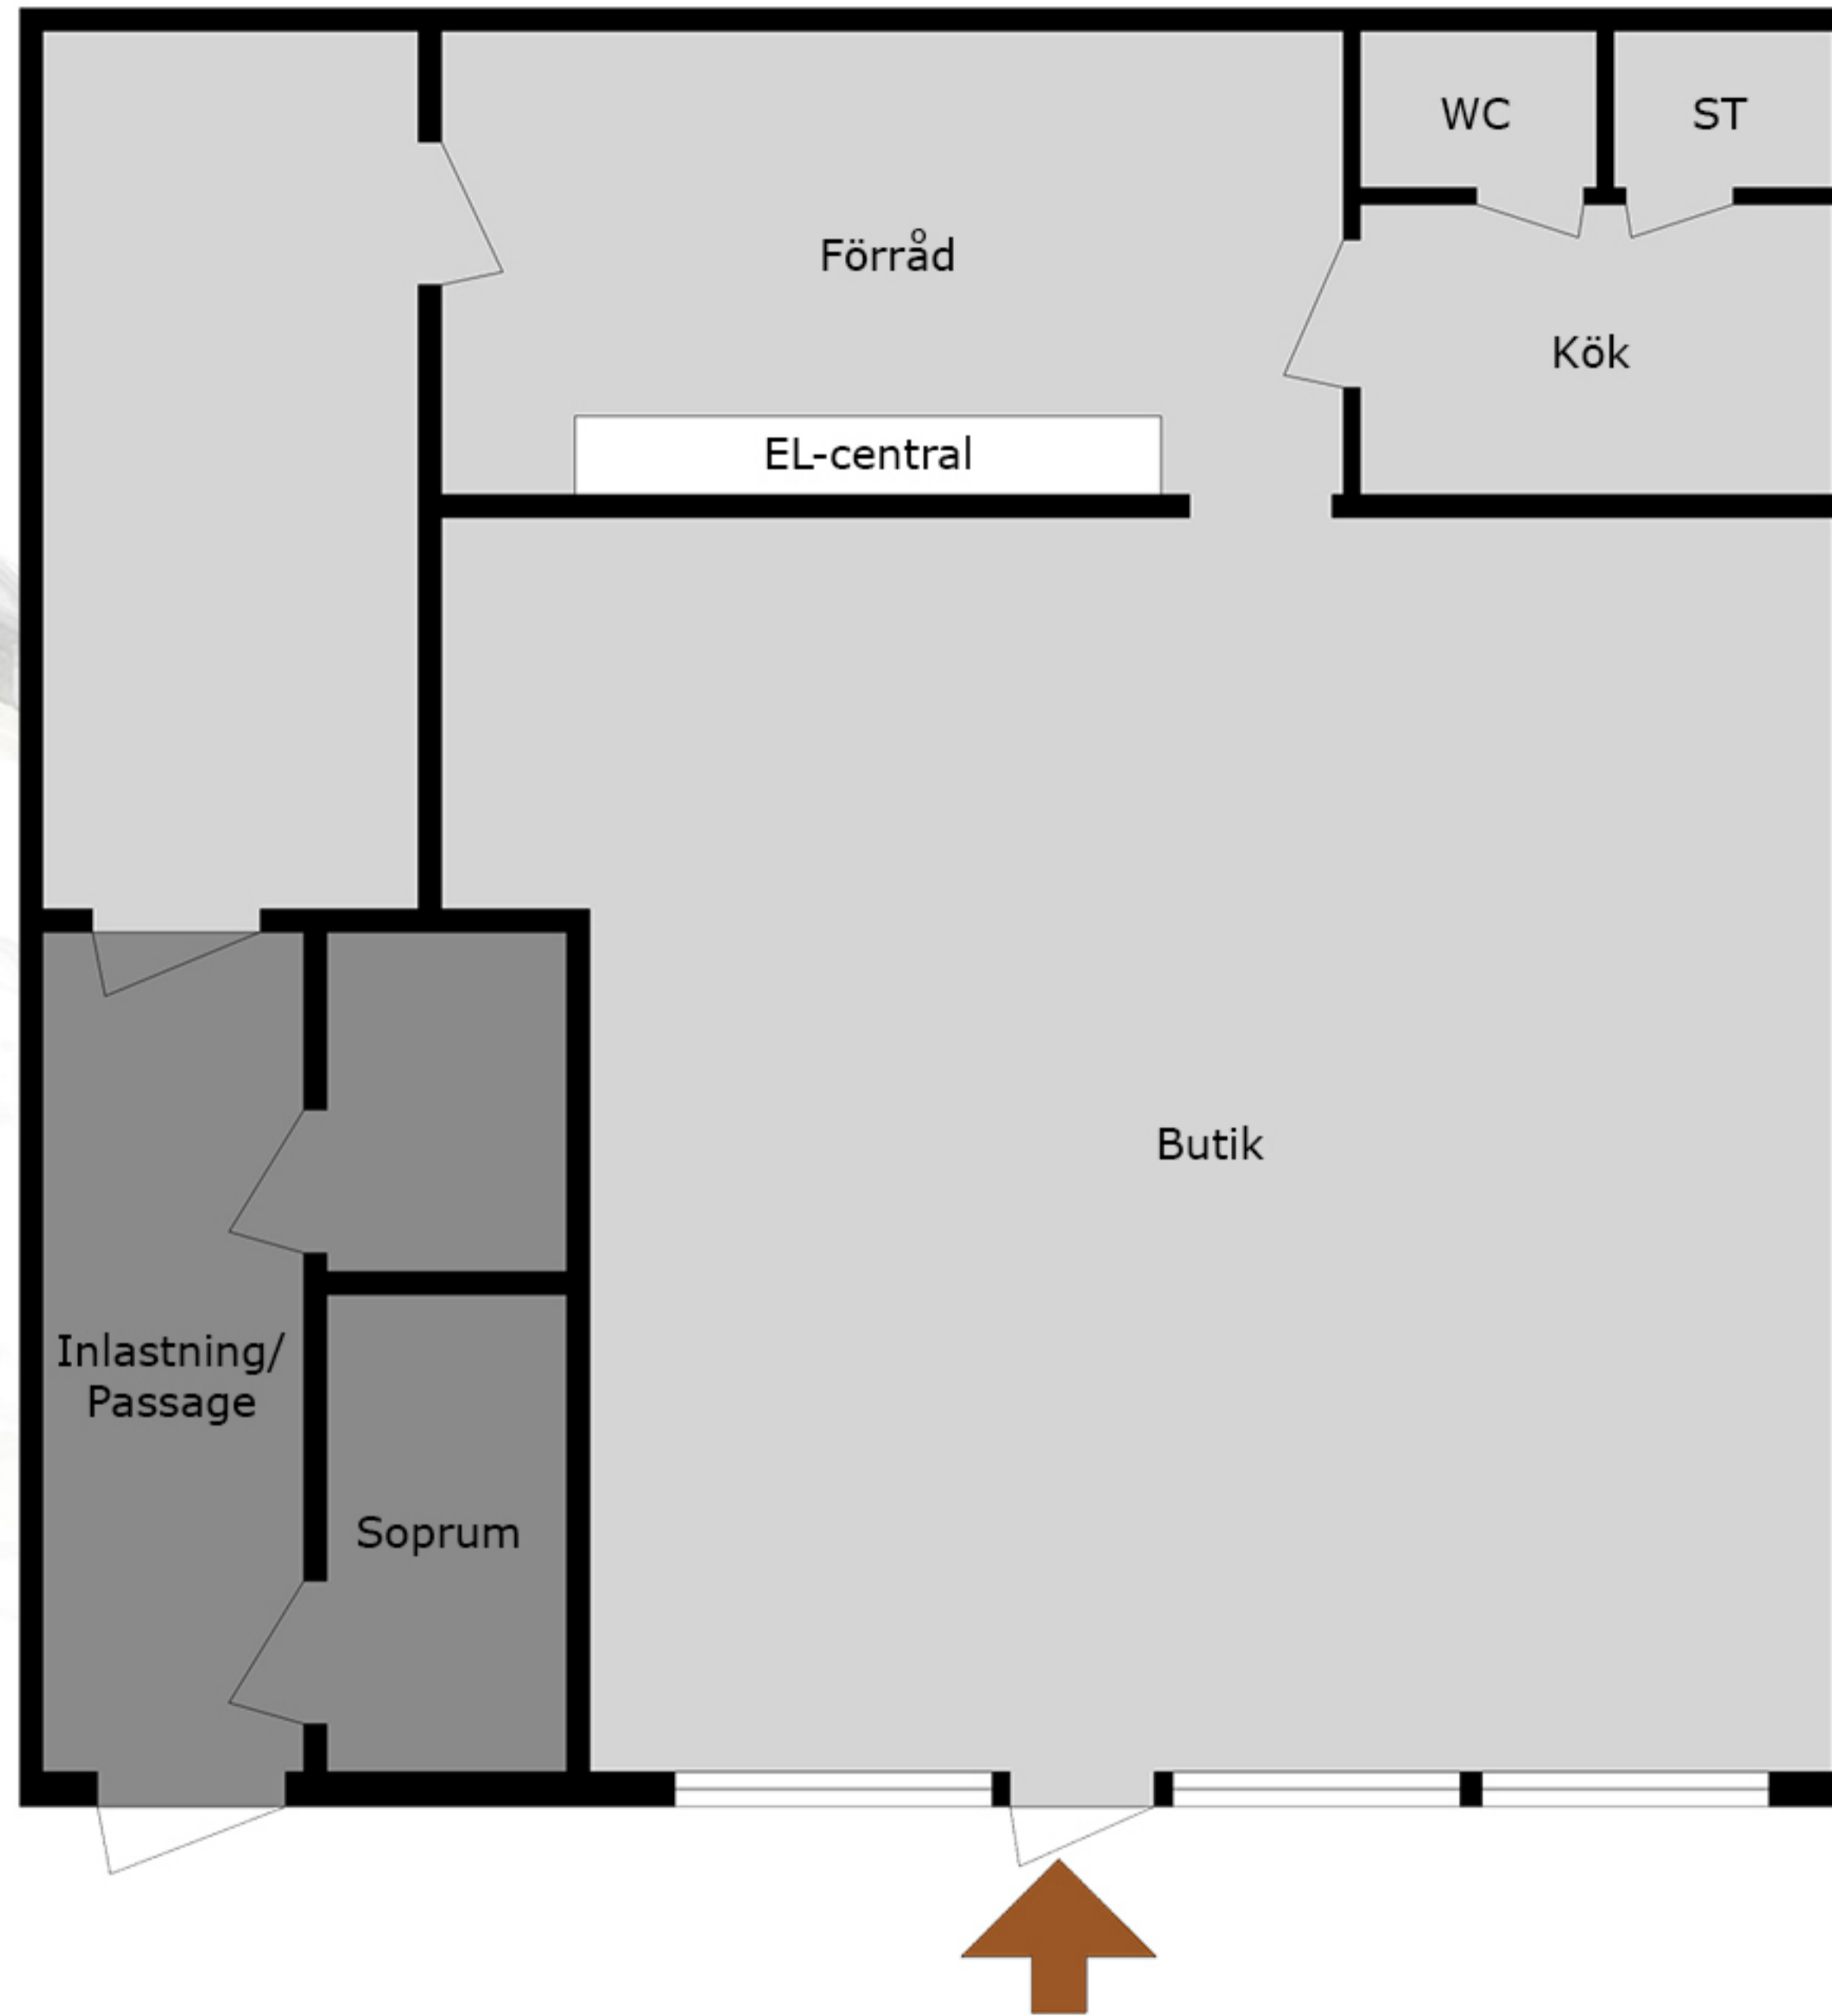 WC
ST
Förråd
Kök
EL-central
Butik
Inlastning/
Passage
Soprum